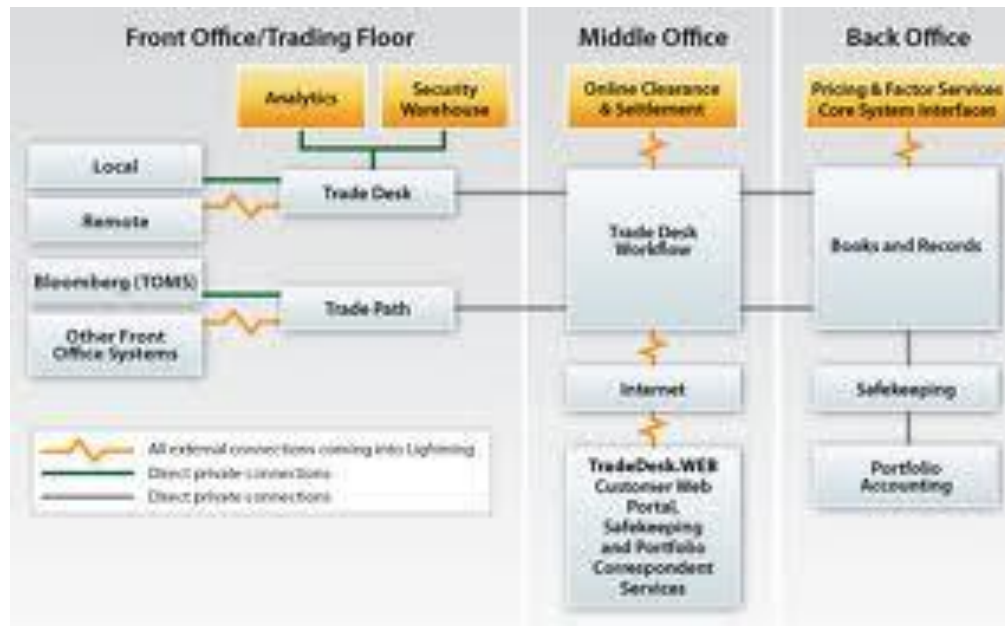 Front Office/Trading Floor
Middle Office
Back Office
Analytics
Security
Warehouse
Online Clearance
& Settlement
Pricing & Factor Services
Core System Interfaces
Local
Remote
Trade Desk
Trade Desk
Workflow
Books and Records
Bloomberg (TOMS)
Other Front
Office Systems
Trade Path
Internet
Safekeeping
All external connections coming into Lightning
Direct private connections
Direct private connections
TradeDesk.WEB
Customer Web
Portal,
Safekeeping
and Portfolio
Correspondent
Services
Portfolio
Accounting